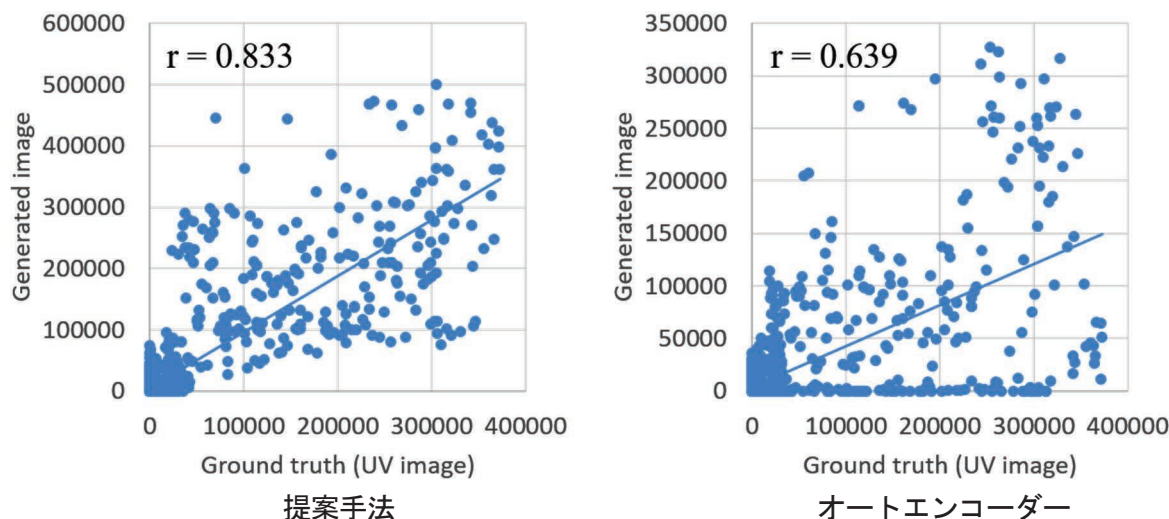 r = 0.833
Generated image
600000
500000
400000
300000
200000
100000
0
0 100000 200000 300000 400000
Ground truth (UV image)
提案手法
r = 0.639
Generated image
350000
300000
250000
200000
150000
100000
50000
0
0 100000 200000 300000 400000
Ground truth (UV image)
オートエンコーダー